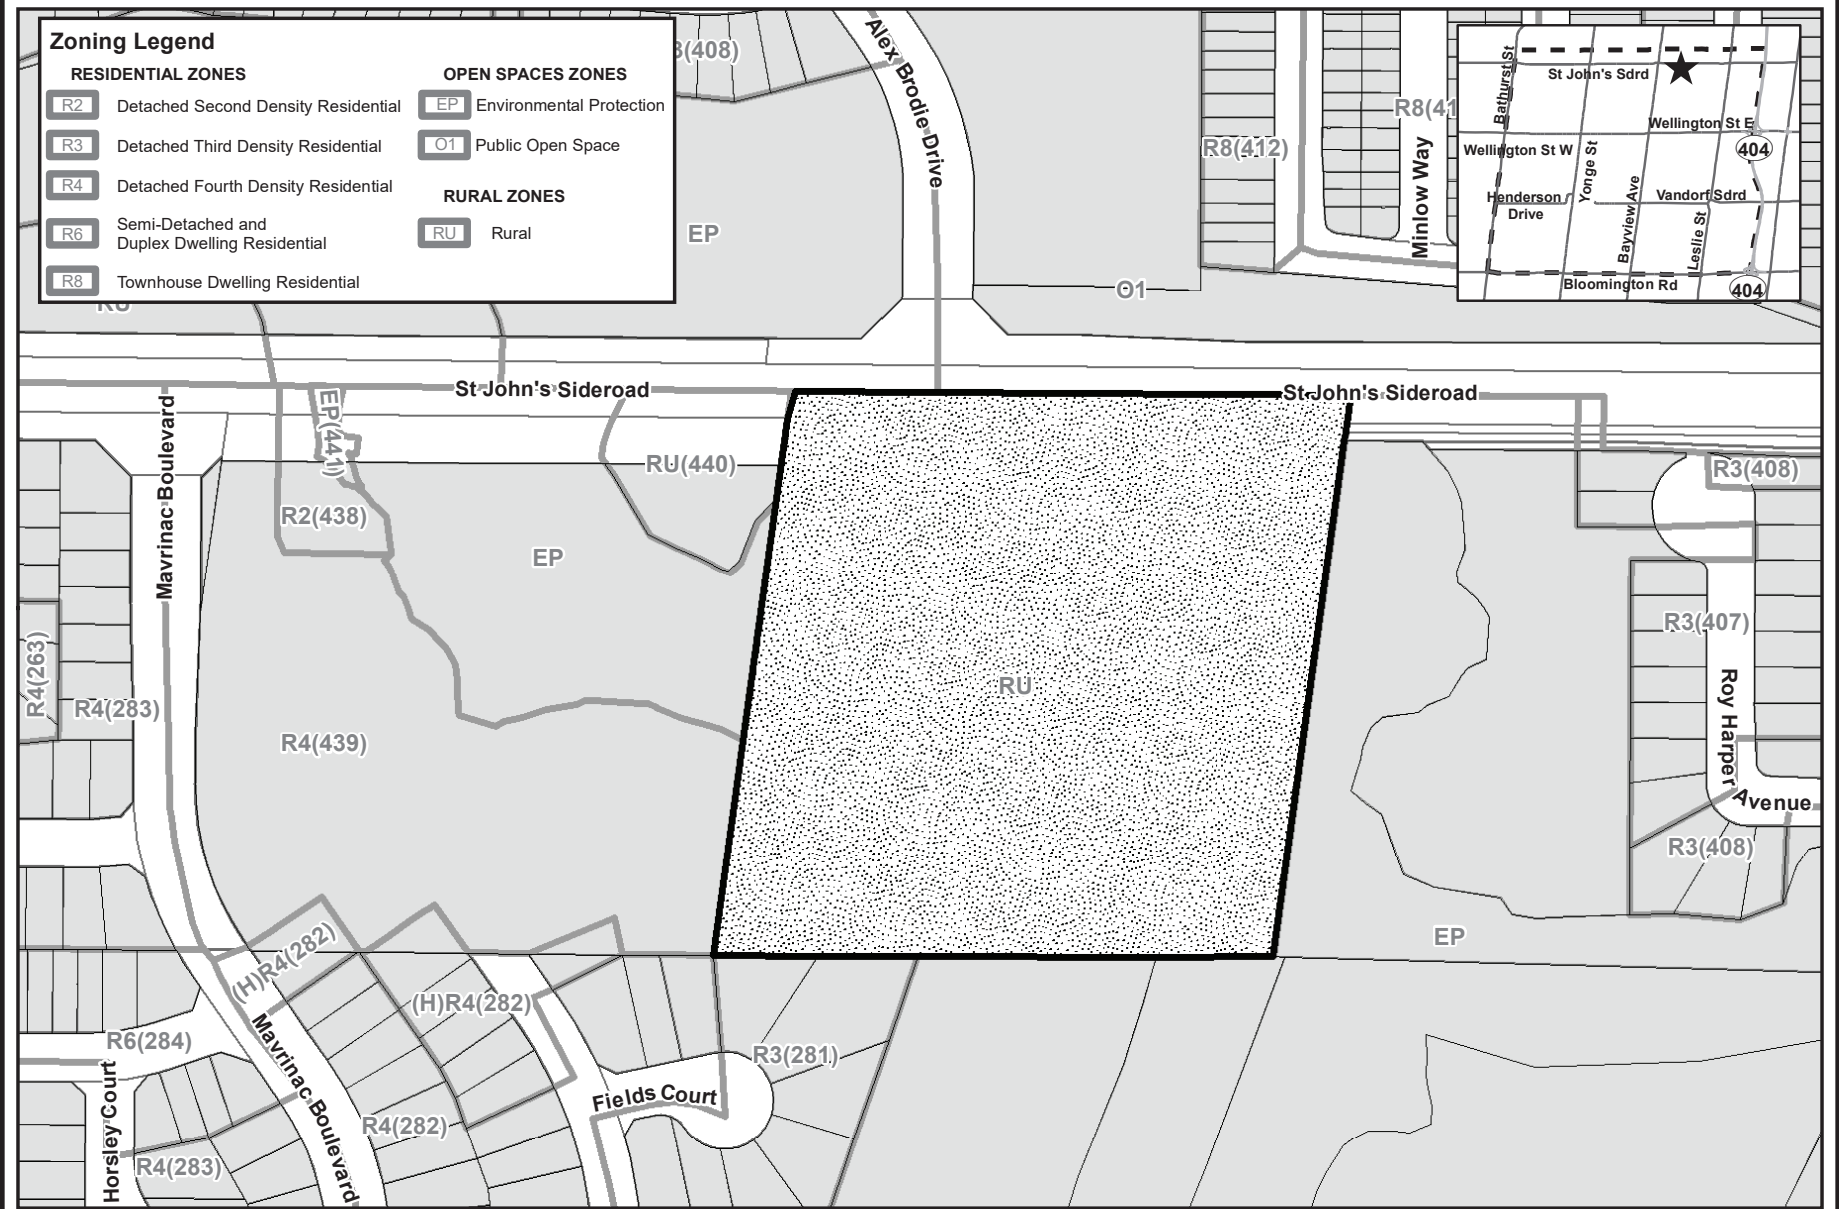 Zoning Legend
RESIDENTIAL ZONES
R2 Detached Second Density Residential
R3 Detached Third Density Residential
R4 Detached Fourth Density Residential
R6 Semi-Detached and
Duplex Dwelling Residential
R8 Townhouse Dwelling Residential
OPEN SPACES ZONES
EP Environmental Protection
O1 Public Open Space
RURAL ZONES
RU Rural
(408)
Alex Brodie Drive
EP
RU
R8(412)
R8(41
Minlow Way
O1
Bathurst St
St John's Sdrd
Wellington St E
404
Wellington St W
Yonge St
Henderson
Drive
Vandorf Sdrd
Bayview Ave
Leslie St
Bloomington Rd
404
St John's Sideroad
St John's Sideroad
Mavrinac Boulevard
EP(441)
RU(440)
R2(438)
EP
R3(408)
R3(407)
Roy Harper
Avenue
R3(408)
RU
R4(263)
R4(283)
R4(439)
EP
(H)R4(282)
(H)R4(282)
R6(284)
Mavrinac Boulevard
R3(281)
Fields Court
Horsley Court
R4(282)
R4(283)